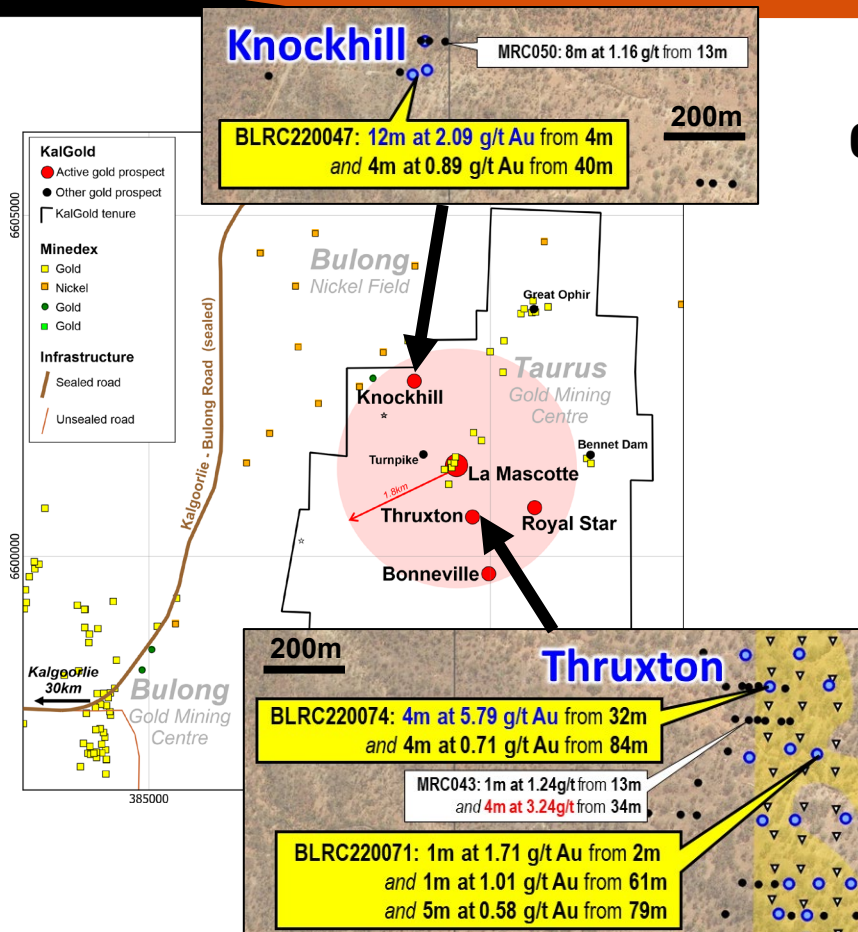 Knockhill
MRC050: 8m at 1.16 g/t from 13m
BLRC220047: 12m at 2.09 g/t Au from 4m
and 4m at 0.89 g/t Au from 40m
200m
KalGold
Active gold prospect
Other gold prospect
KalGold tenure
Minedex
Gold
Nickel
Gold
Gold
Infrastructure
Sealed road
Unsealed road
6605000
6600000
385000
Kalgoorlie - Bulong Road (sealed)
Bulong
Nickel Field
Great Ophir
Taurus
Gold Mining
Centre
Knockhill
Turnpike
Bennet Dam
La Mascotte
1.8km
Thruxton
Royal Star
Bonneville
Kalgoorlie
30km
Bulong
Gold Mining
Centre
200m
Thruxton
BLRC220074: 4m at 5.79 g/t Au from 32m
and 4m at 0.71 g/t Au from 84m
MRC043: 1m at 1.24g/t from 13m
and 4m at 3.24g/t from 34m
BLRC220071: 1m at 1.71 g/t Au from 2m
and 1m at 1.01 g/t Au from 61m
and 5m at 0.58 g/t Au from 79m